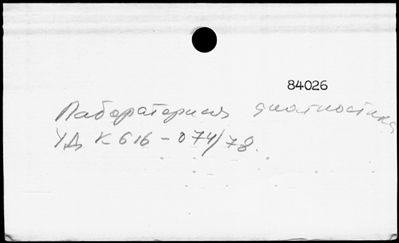 84026
Лабораторная диагностика
УДК 616-074/78.